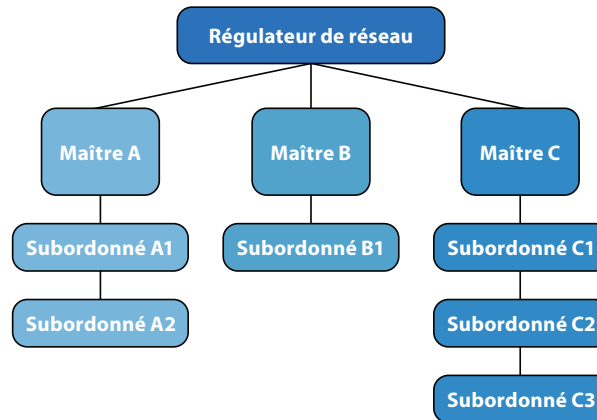 Régulateur de réseau
Maître A
Maître B
Maître C
Subordonné A1
Subordonné B1
Subordonné C1
Subordonné A2
Subordonné C2
Subordonné C3